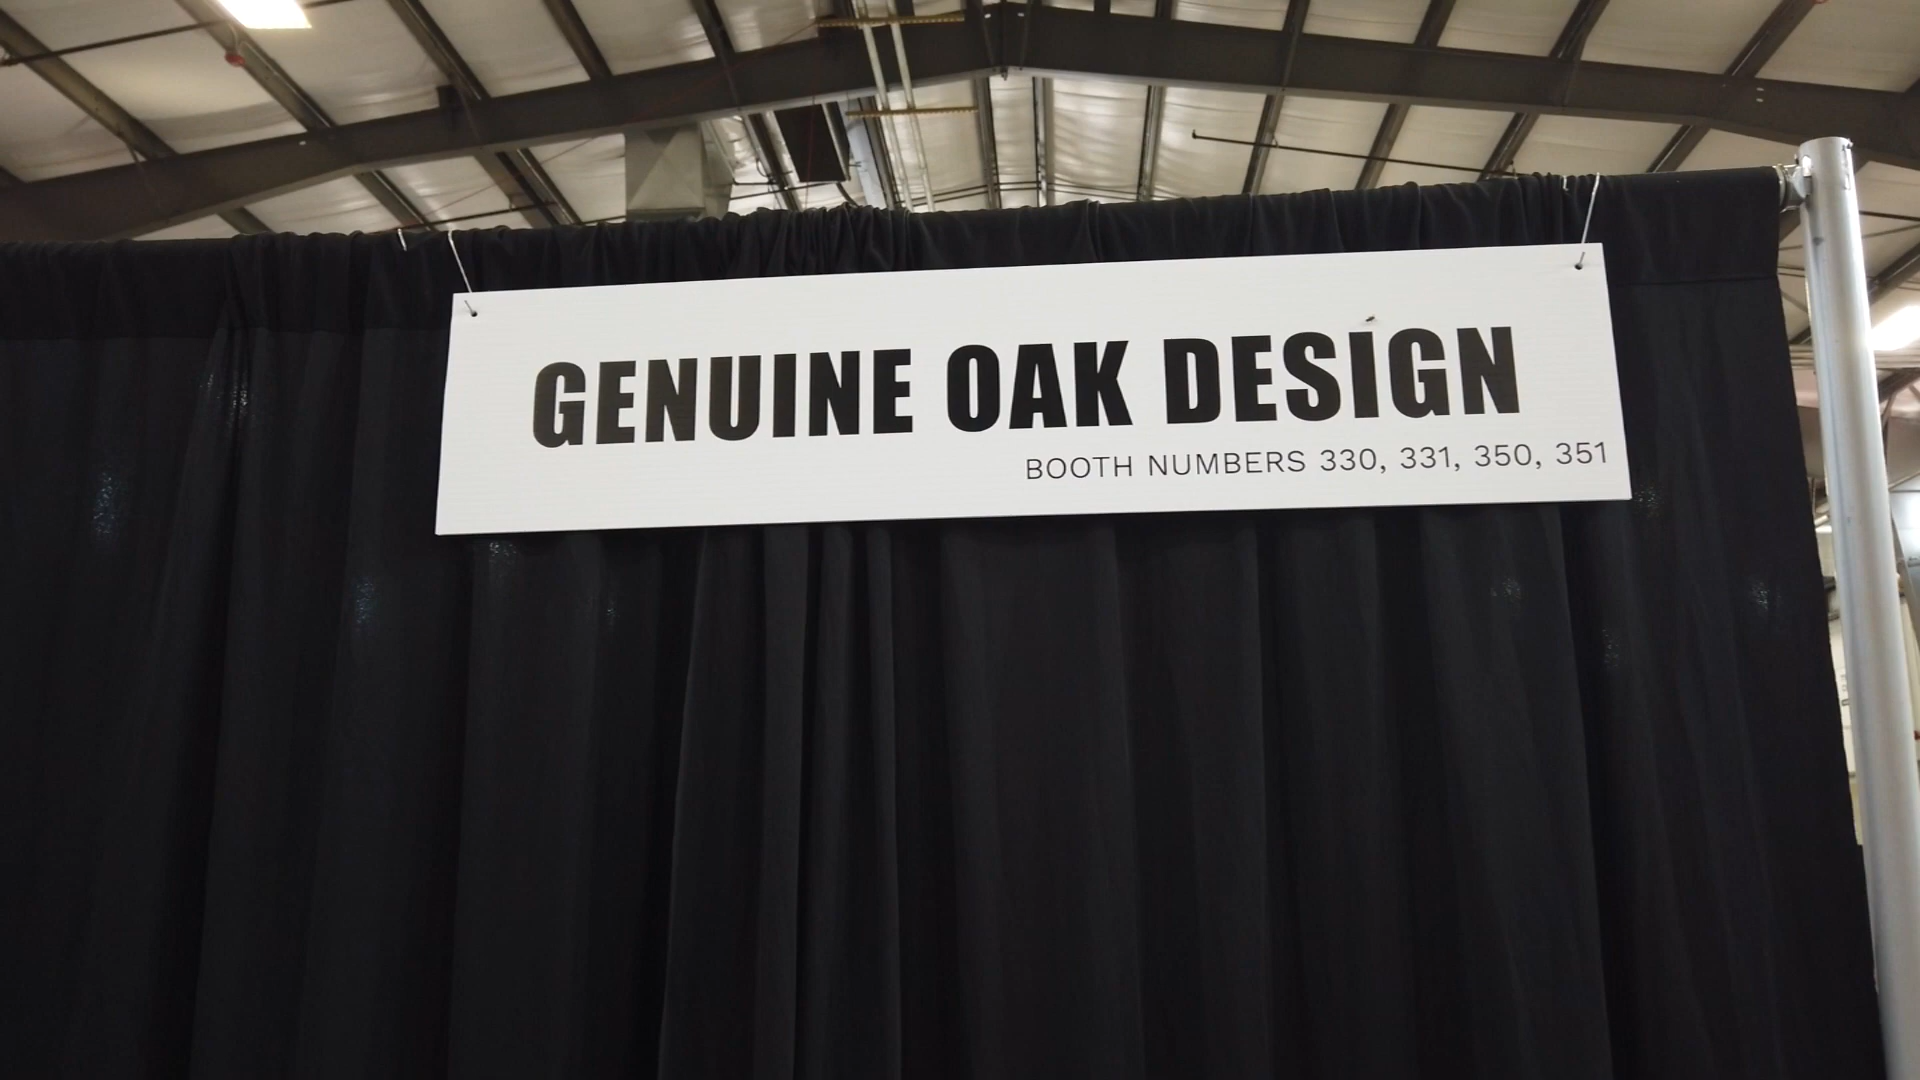 GENUINE OAK DESIGN
BOOTH NUMBERS 330, 331, 350, 351